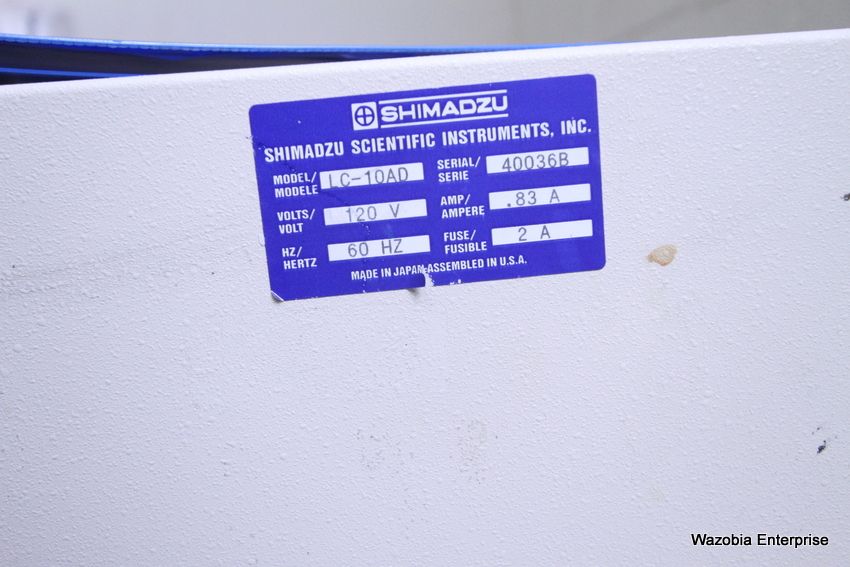 SHIMADZU
SHIMADZU SCIENTIFIC INSTRUMENTS, INC.
MODEL/ MODELE LC-10AD SERIAL/ SERIE 40036B
VOLTS/ VOLT 120 V AMP/ AMPERE .83 A
HZ/ HERTZ 60 HZ FUSE/ FUSIBLE 2 A
MADE IN JAPAN-ASSEMBLED IN U.S.A.
Wazobia Enterprise